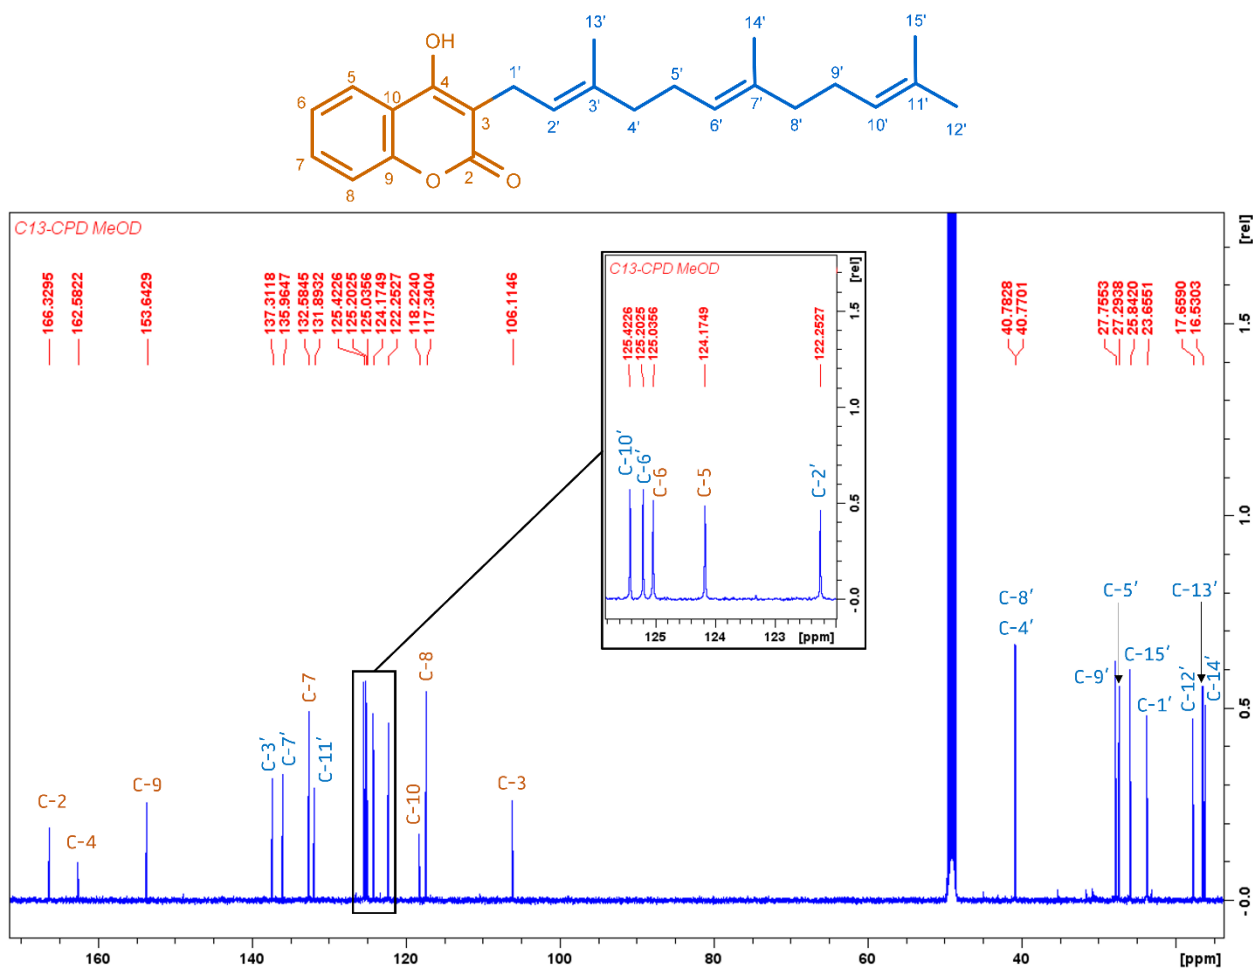 13'
14'
15'
OH
1'
5'
9'
5
4
6
10
3'
7'
11'
3
2'
4'
6'
8'
10'
12'
7
9
2
8
O
O
C13-CPD MeOD
[rel]
166.3295
162.5822
153.6429
137.3118
135.9647
132.5845
131.8932
125.4226
125.2025
125.0356
124.1749
122.2527
118.2240
117.3404
106.1146
40.7828
40.7701
27.7553
27.2938
25.8420
23.6551
17.6590
16.5303
C13-CPD MeOD
[rel]
125.4226
125.2025
125.0356
124.1749
122.2527
1.5
1.0
0.5
0.0
C-10'
C-6'
C-6
C-5
C-2'
125
124
123
[ppm]
C-2
C-4
C-9
C-3'
C-7'
C-7
C-11'
C-10
C-8
C-3
C-8'
C-4'
C-5'
C-13'
C-9'
C-15'
C-1'
C-12'
C-14'
1.5
1.0
0.5
0.0
160
140
120
100
80
60
40
[ppm]